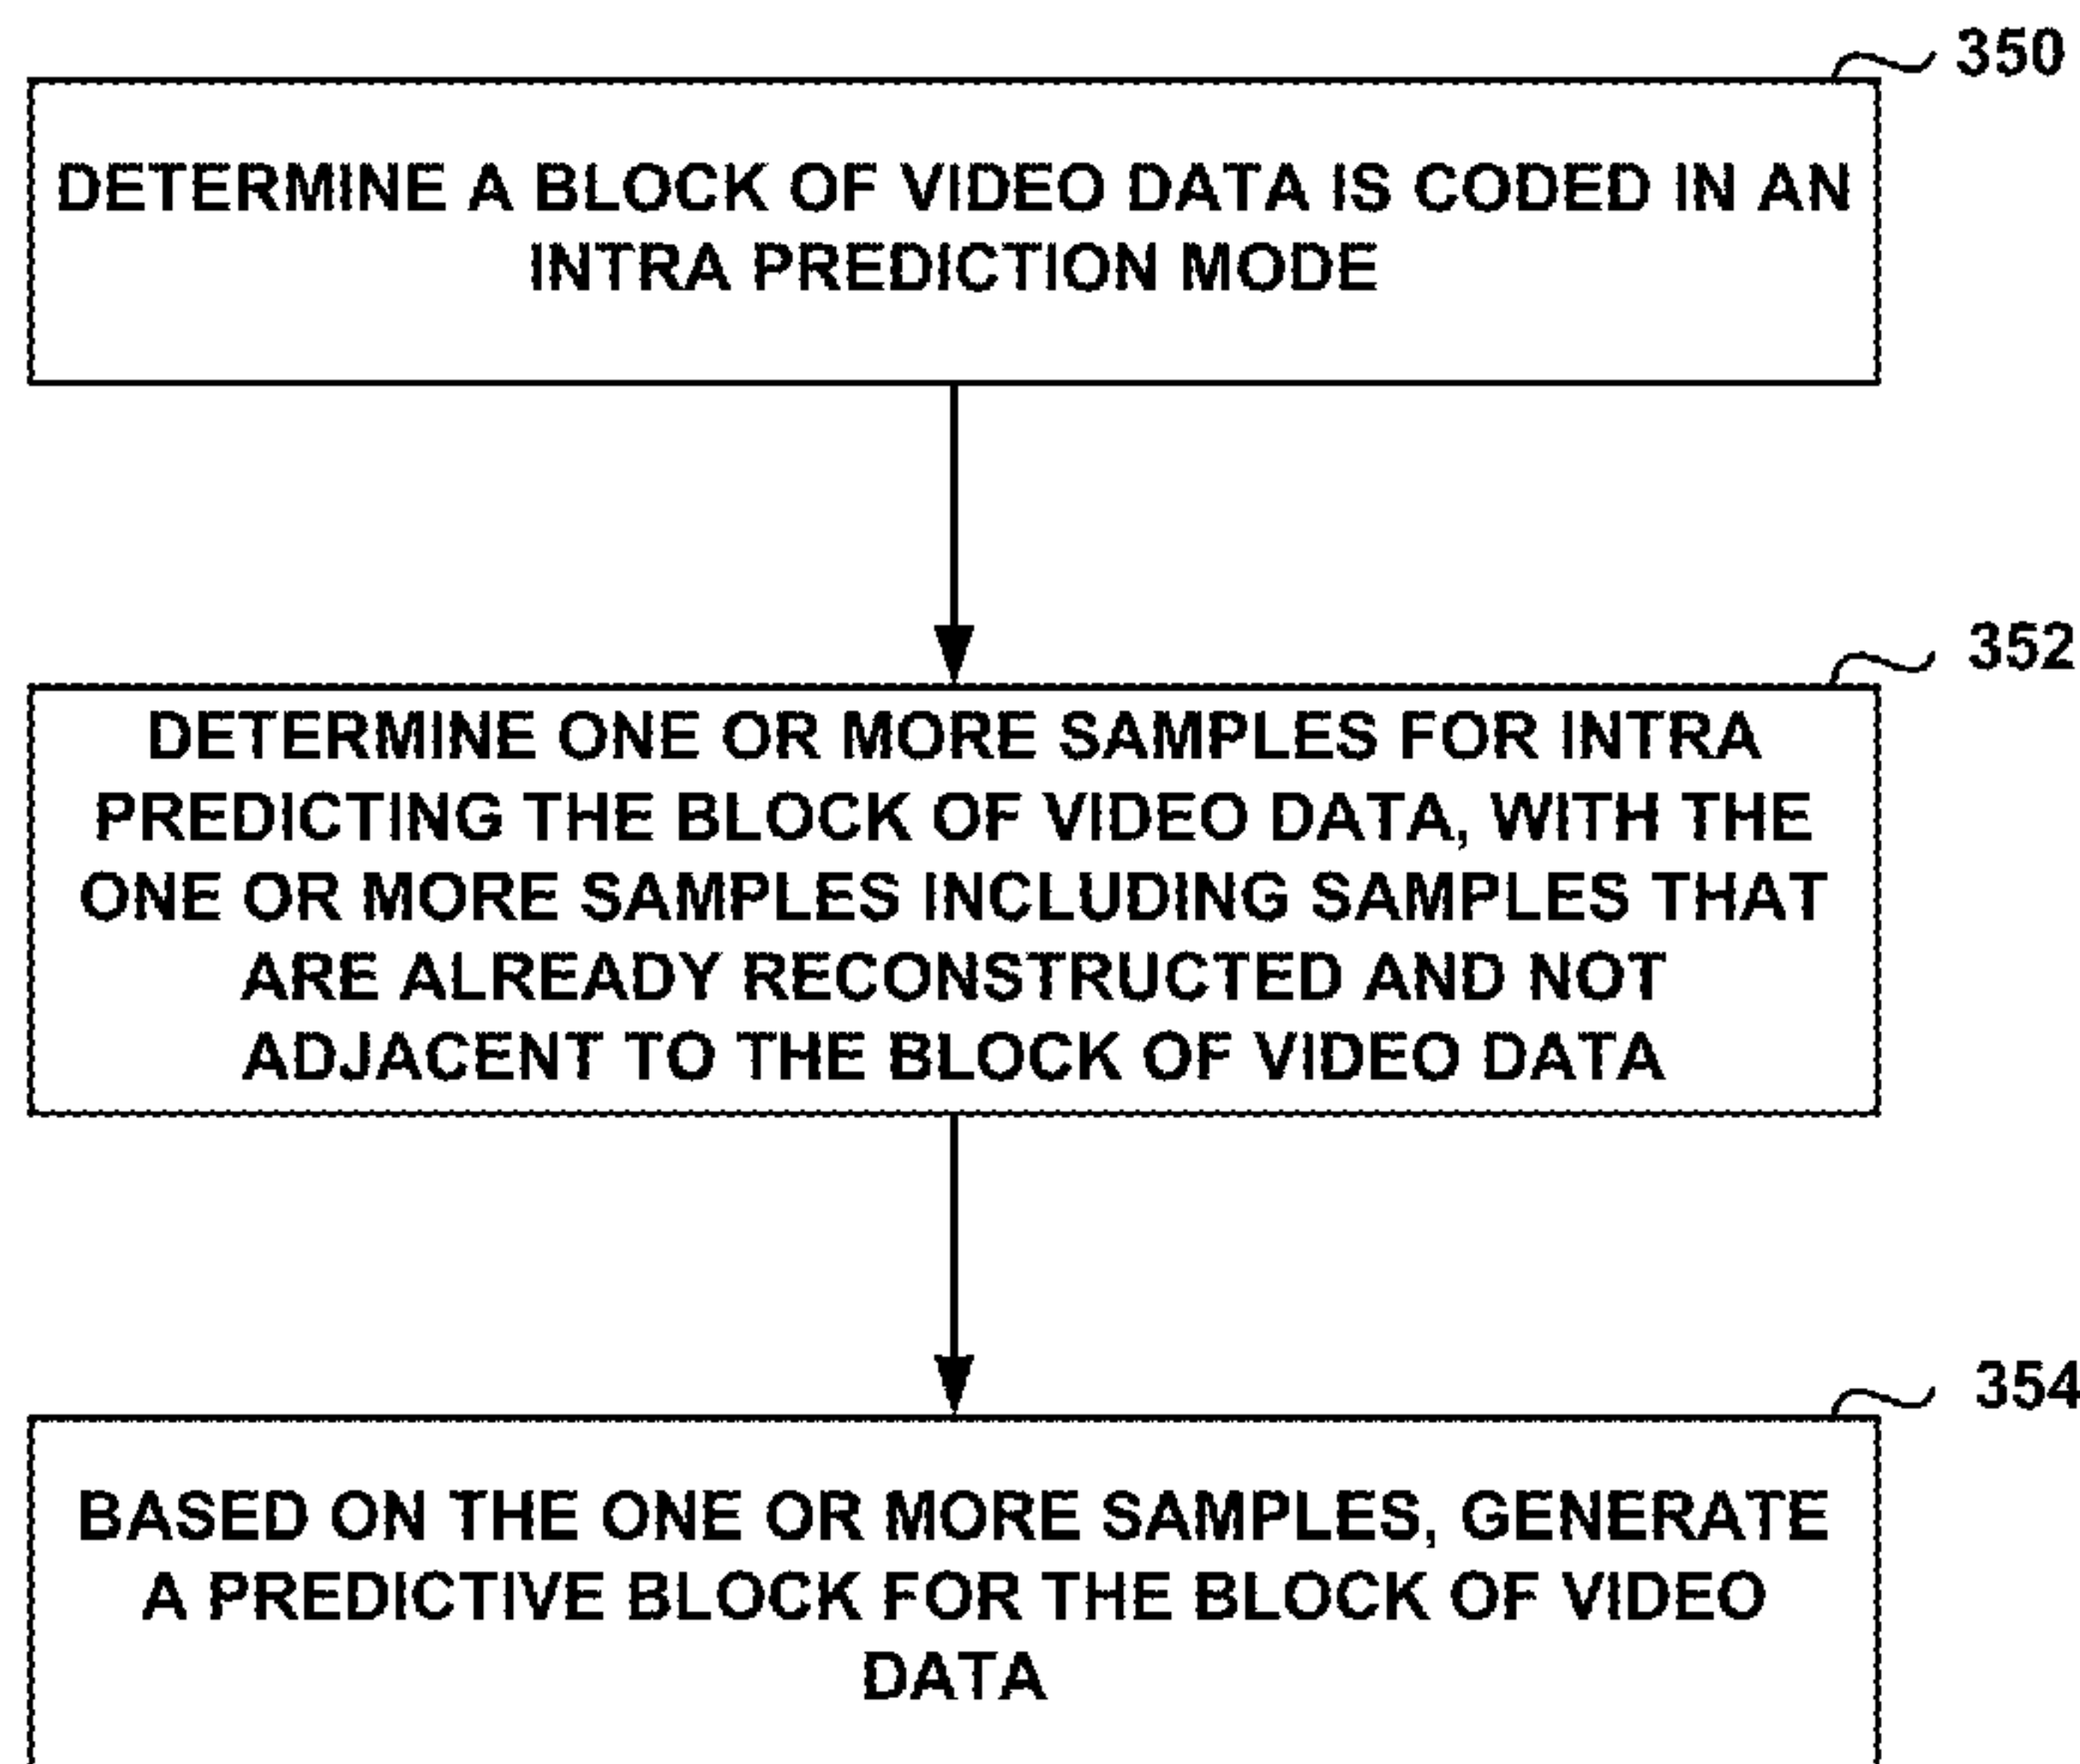 350
DETERMINE A BLOCK OF VIDEO DATA IS CODED IN AN
INTRA PREDICTION MODE
352
DETERMINE ONE OR MORE SAMPLES FOR INTRA
PREDICTING THE BLOCK OF VIDEO DATA, WITH THE
ONE OR MORE SAMPLES INCLUDING SAMPLES THAT
ARE ALREADY RECONSTRUCTED AND NOT
ADJACENT TO THE BLOCK OF VIDEO DATA
354
BASED ON THE ONE OR MORE SAMPLES, GENERATE
A PREDICTIVE BLOCK FOR THE BLOCK OF VIDEO
DATA